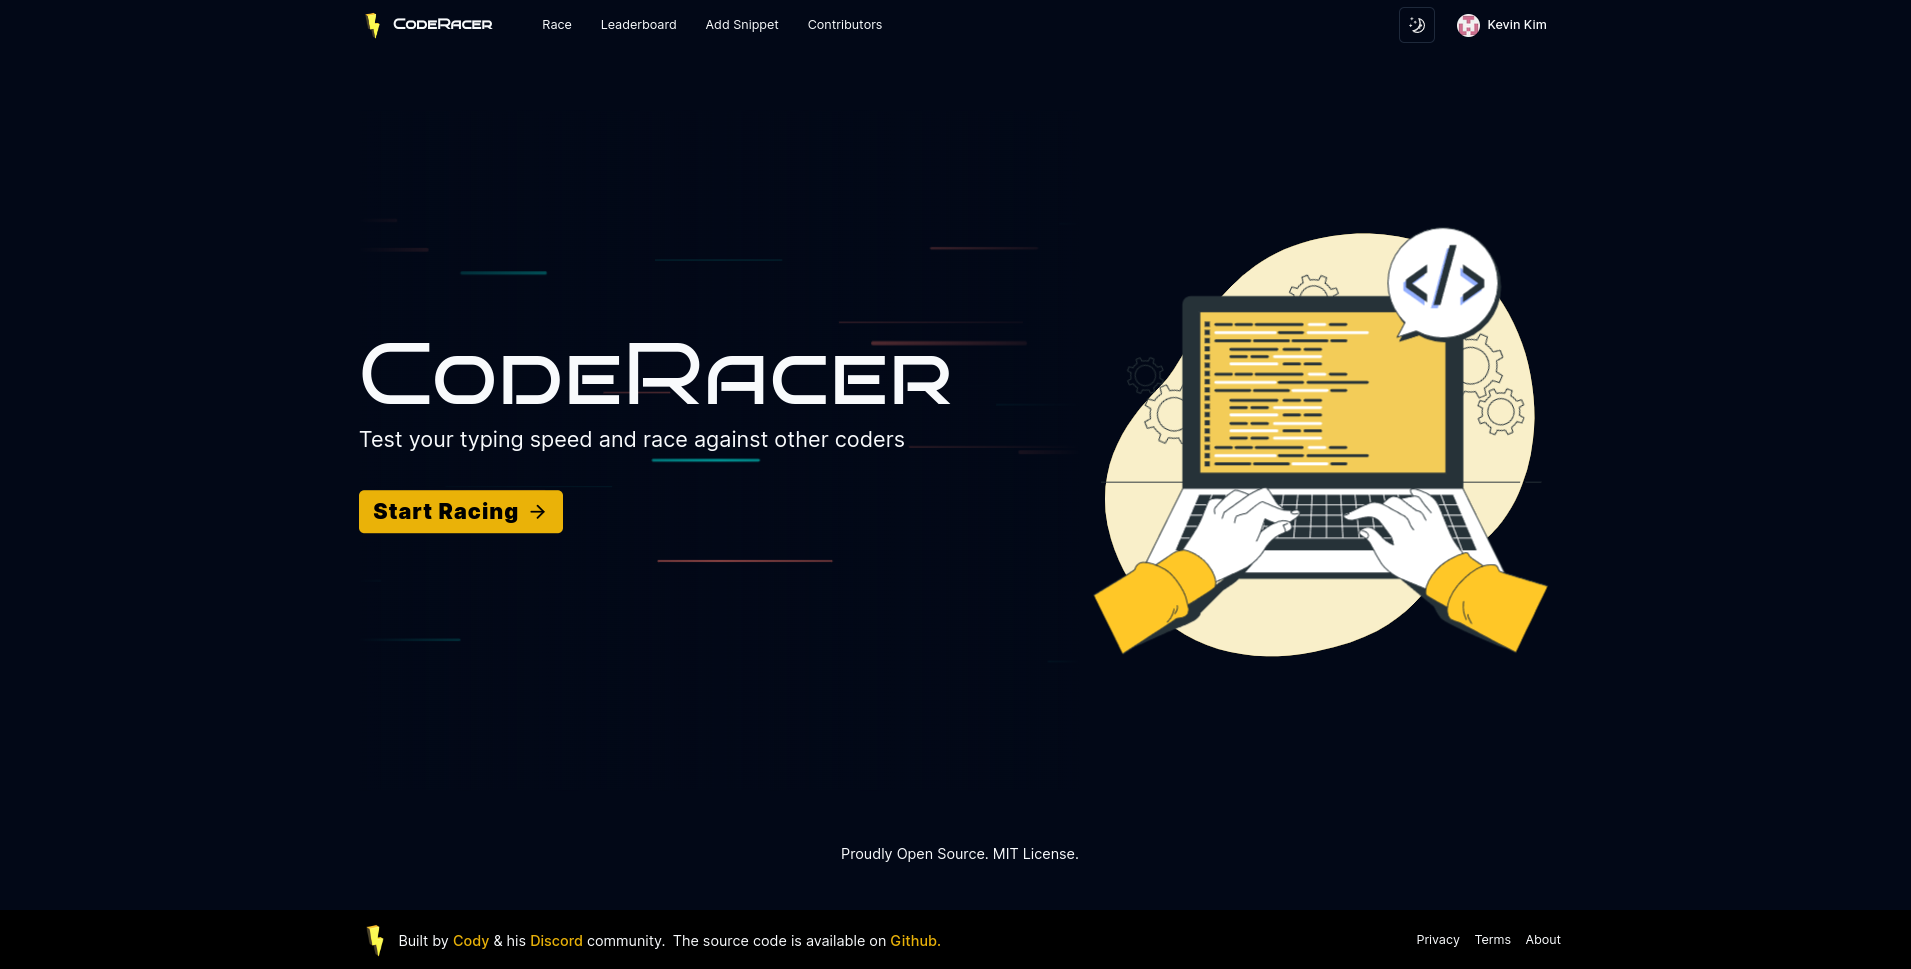 CodeRacer
Race
Leaderboard
Add Snippet
Contributors
Kevin Kim
</>
CodeRacer
Test your typing speed and race against other coders
Start Racing →
Proudly Open Source. MIT License.
Built by Cody & his Discord community. The source code is available on Github.
Privacy
Terms
About